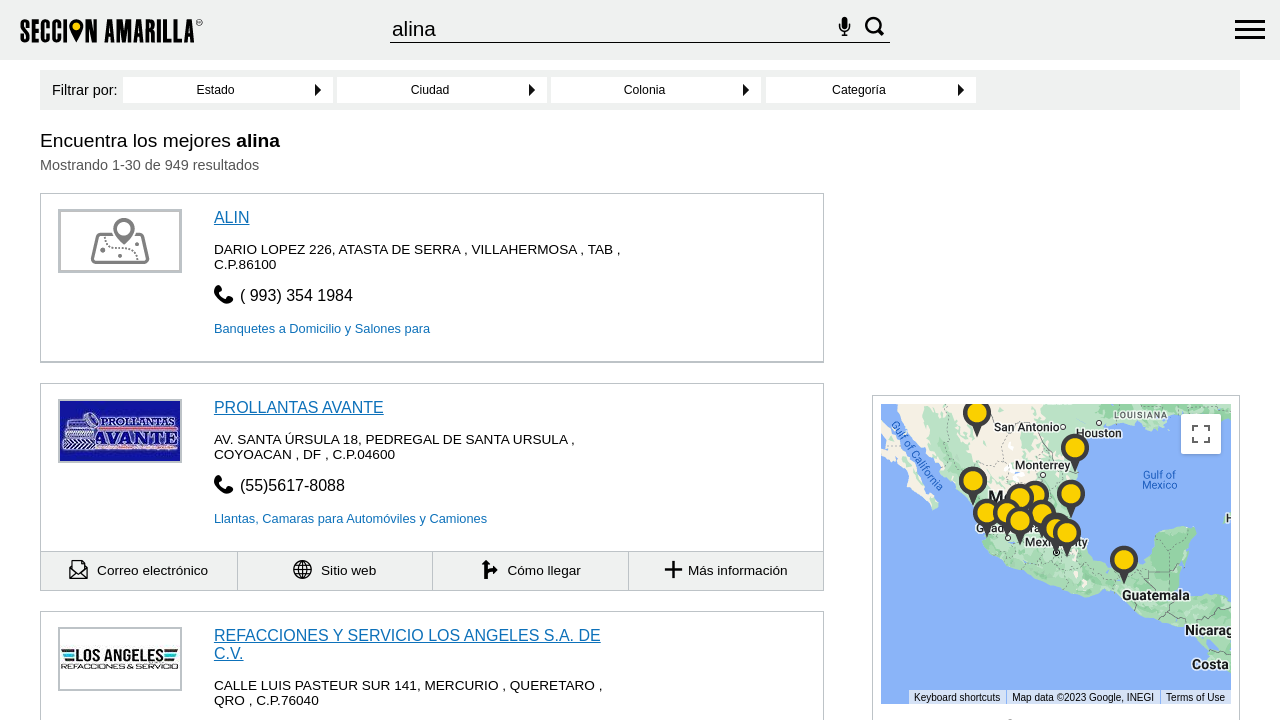 SECCION AMARILLA
alina
Filtrar por:
Estado
Ciudad
Colonia
Categoría
Encuentra los mejores alina
Mostrando 1-30 de 949 resultados
ALIN
DARIO LOPEZ 226, ATASTA DE SERRA , VILLAHERMOSA , TAB ,
C.P.86100
( 993) 354 1984
Banquetes a Domicilio y Salones para
PROLLANTAS
AVANTE
PROLLANTAS AVANTE
AV. SANTA ÚRSULA 18, PEDREGAL DE SANTA URSULA ,
COYOACAN , DF , C.P.04600
(55)5617-8088
Llantas, Camaras para Automóviles y Camiones
Correo electrónico
Sitio web
Cómo llegar
Más información
LOS ANGELES
REFACCIONES & SERVICIO
REFACCIONES Y SERVICIO LOS ANGELES S.A. DE
C.V.
CALLE LUIS PASTEUR SUR 141, MERCURIO , QUERETARO ,
QRO , C.P.76040
LOUISIANA
San Antonio
Houston
Gulf of California
Monterrey
Gulf of
Mexico
Guatemala
Nicarag
Costa
Keyboard shortcuts
Map data ©2023 Google, INEGI
Terms of Use